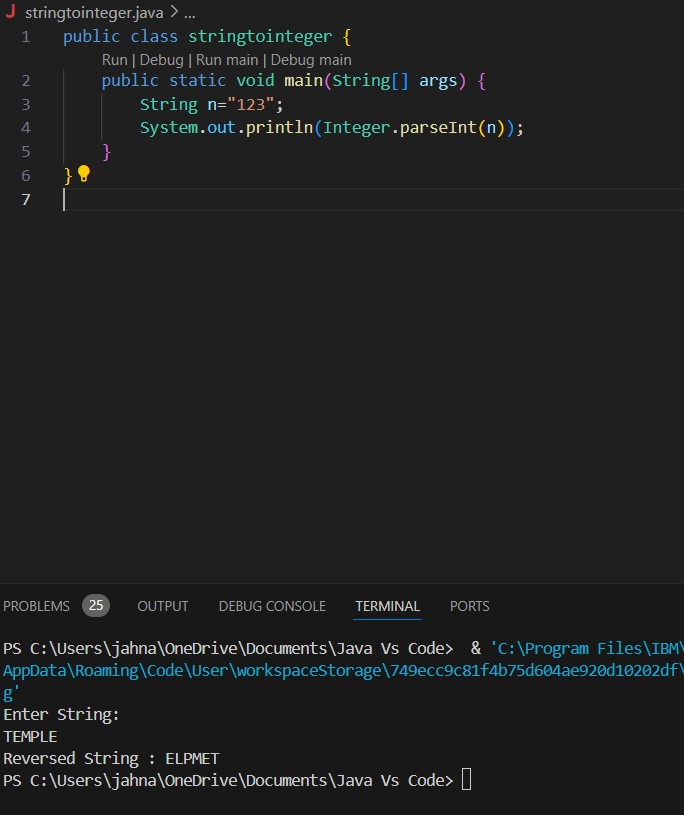 J stringtointeger.java > ...
1 public class stringtointeger {
Run | Debug | Run main | Debug main
2 public static void main(String[] args) {
3 String n="123";
4 System.out.println(Integer.parseInt(n));
5 }
6 }
7
PROBLEMS 25 OUTPUT DEBUG CONSOLE TERMINAL PORTS
PS C:\Users\jahna\OneDrive\Documents\Java Vs Code>  & 'C:\Program Files\IBM\
AppData\Roaming\Code\User\workspaceStorage\749ecc9c81f4b75d604ae920d10202df\
g'
Enter String:
TEMPLE
Reversed String : ELPMET
PS C:\Users\jahna\OneDrive\Documents\Java Vs Code>